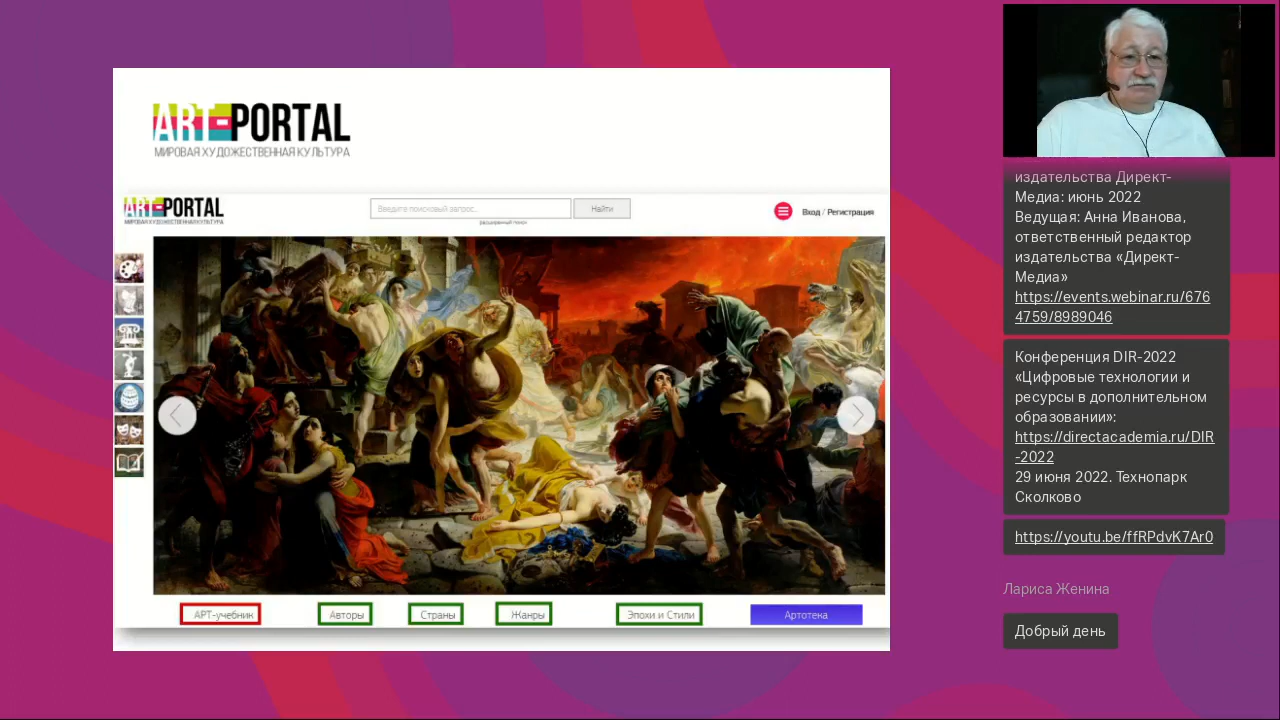 ART-PORTAL
МИРОВАЯ ХУДОЖЕСТВЕННАЯ КУЛЬТУРА
ART-PORTAL
МИРОВАЯ ХУДОЖЕСТВЕННАЯ КУЛЬТУРА
Введите поисковый запрос...
Найти
расширенный поиск
Вход / Регистрация
АРТ-учебник
Авторы
Страны
Жанры
Эпохи и Стили
Артотека
издательства Директ-
Медиа: июнь 2022
Ведущая: Анна Иванова,
ответственный редактор
издательства «Директ-
Медиа»
https://events.webinar.ru/676
4759/8989046
Конференция DIR-2022
«Цифровые технологии и
ресурсы в дополнительном
образовании»:
https://directacademia.ru/DIR
-2022
29 июня 2022. Технопарк
Сколково
https://youtu.be/ffRPdvK7Ar0
Лариса Женина
Добрый день